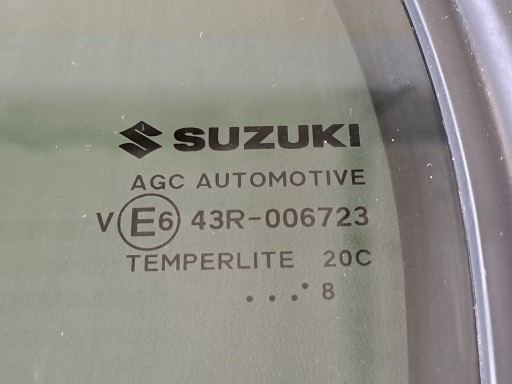 SUZUKI
AGC AUTOMOTIVE
V E6 43R-006723
TEMPERLITE 20C
...· 8